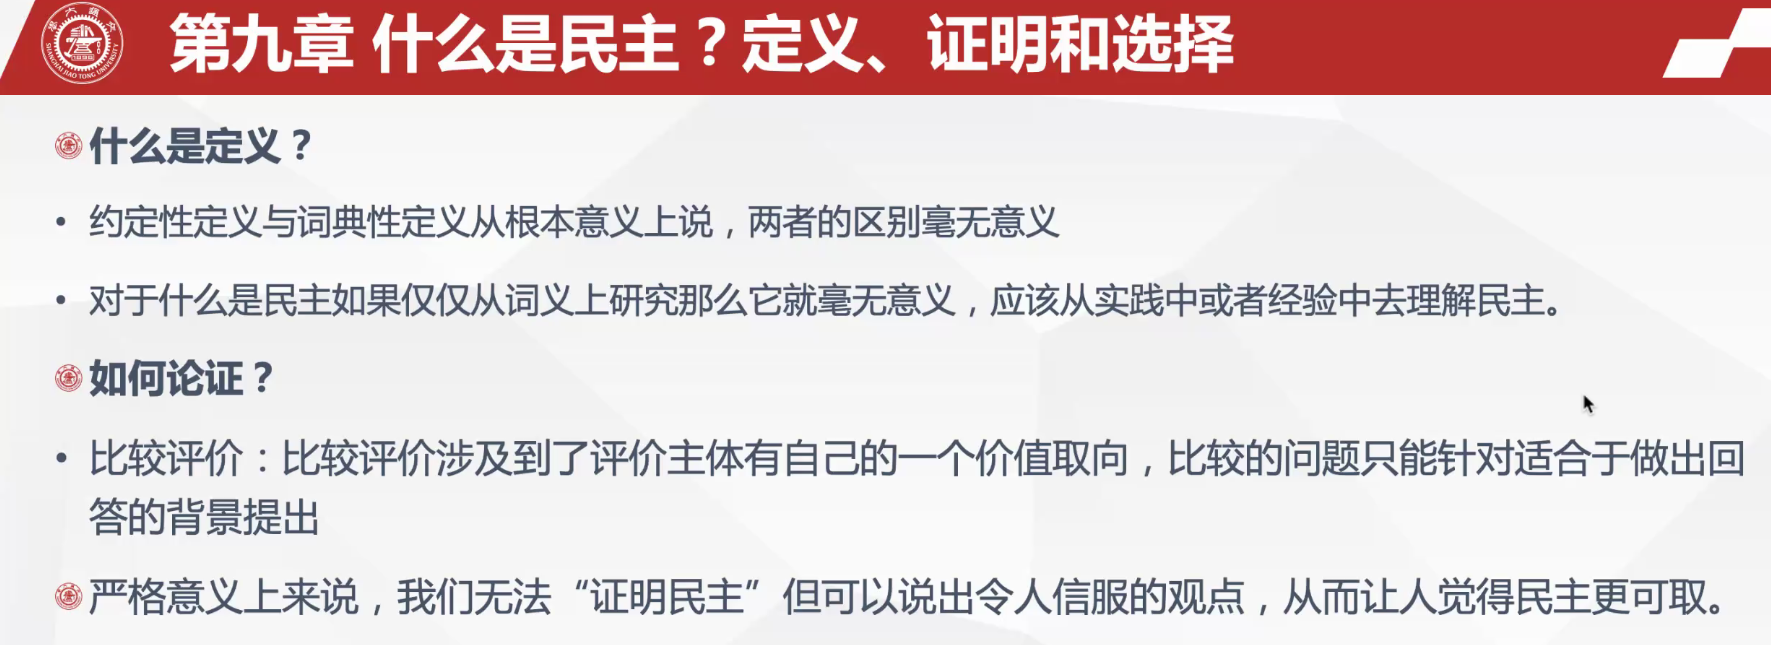 第九章 什么是民主？定义、证明和选择
SHANGHAI JIAO TONG UNIVERSITY
什么是定义？
• 约定性定义与词典性定义从根本意义上说，两者的区别毫无意义
• 对于什么是民主如果仅仅从词义上研究那么它就毫无意义，应该从实践中或者经验中去理解民主。
如何论证？
• 比较评价：比较评价涉及到了评价主体有自己的一个价值取向，比较的问题只能针对适合于做出回
答的背景提出
严格意义上来说，我们无法“证明民主”但可以说出令人信服的观点，从而让人觉得民主更可取。